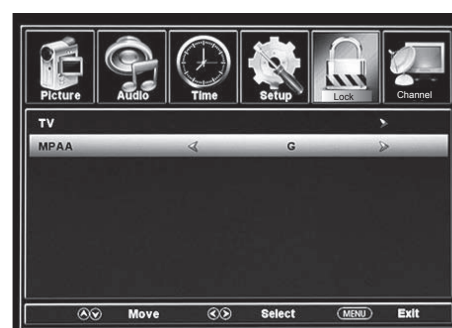 Picture Audio Time Setup Lock Channel
TV
MPAA G
Move Select MENU Exit